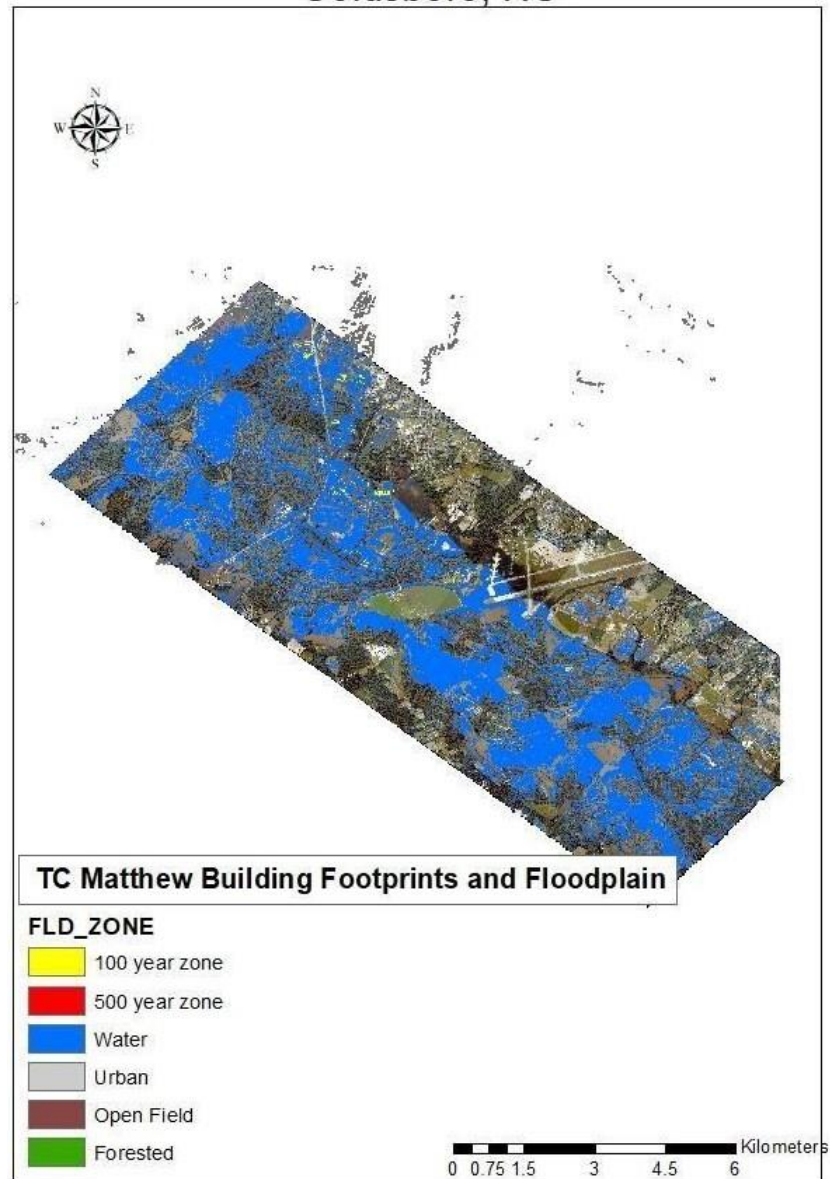 N
W E
S
TC Matthew Building Footprints and Floodplain
FLD_ZONE
100 year zone
500 year zone
Water
Urban
Open Field
Forested
Kilometers
0 0.75 1.5 3 4.5 6